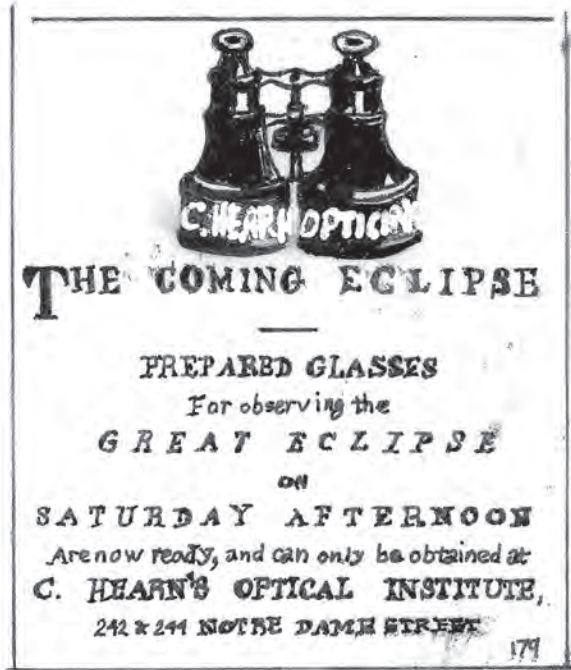 C. HEARN OPTICIAN
THE COMING ECLIPSE
PREPARED GLASSES
For observing the
GREAT ECLIPSE
ON
SATURDAY AFTERNOON
Are now ready, and can only be obtained at
C. HEARN'S OPTICAL INSTITUTE,
242 & 244 NOTRE DAME STREET
179